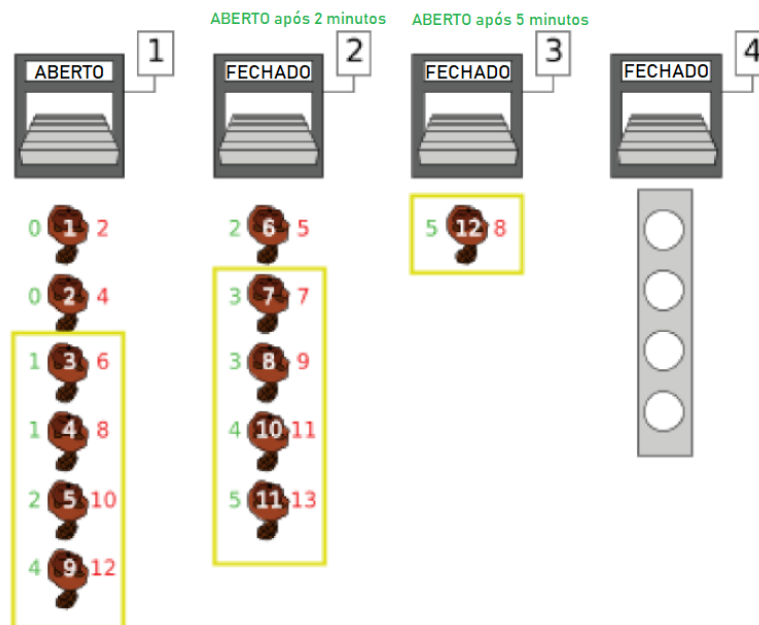 ABERTO após 2 minutos ABERTO após 5 minutos
1 2 3 4
ABERTO FECHADO FECHADO FECHADO
0 1 2 2 6 5 5 12 8
0 2 4 3 7 7
1 3 6 3 8 9
1 4 8 4 10 11
2 5 10 5 11 13
4 9 12